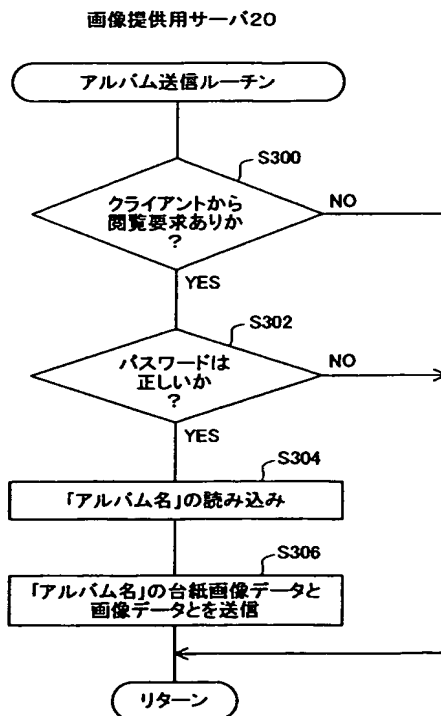 画像提供用サーバ20
アルバム送信ルーチン
S300
クライアントから
閲覧要求ありか
?
NO
YES
S302
パスワードは
正しいか
?
NO
YES
S304
「アルバム名」の読み込み
S306
「アルバム名」の台紙画像データと
画像データとを送信
リターン